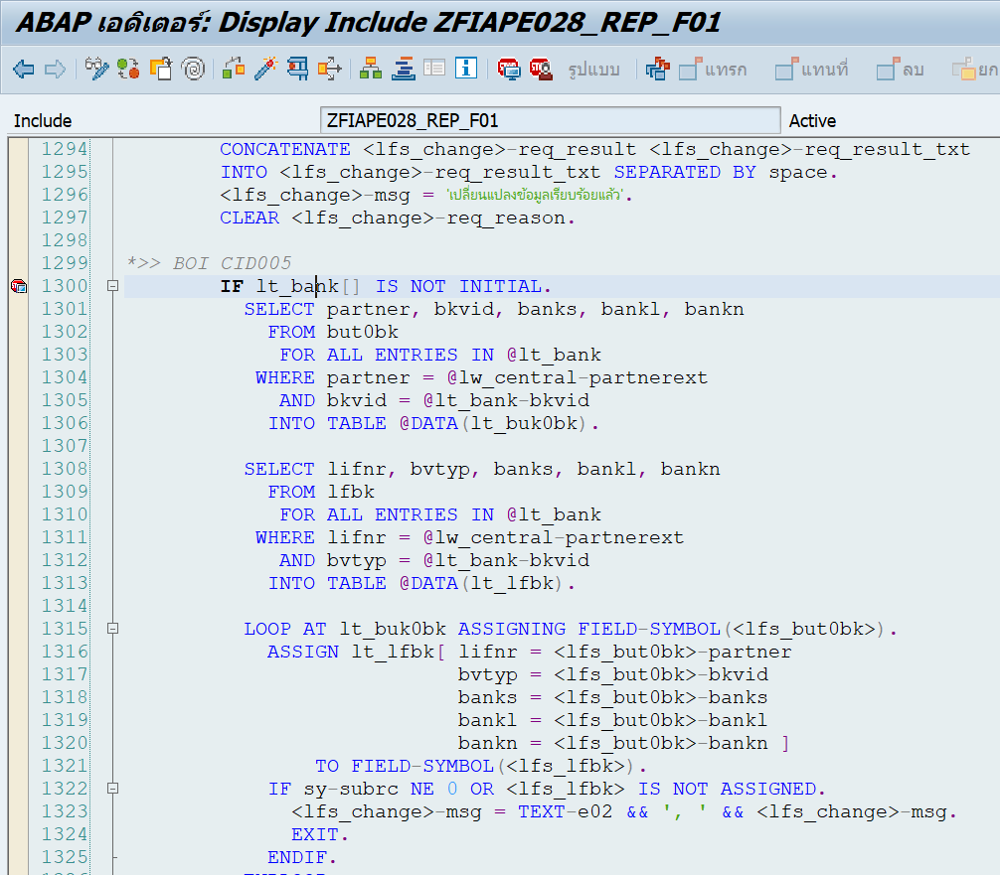 ABAP เอดิเตอร์: Display Include ZFIAPE028_REP_F01
รูปแบบ แทรก แทนที่ ลบ ยก
Include ZFIAPE028_REP_F01 Active
1294 CONCATENATE <lfs_change>-req_result <lfs_change>-req_result_txt
1295 INTO <lfs_change>-req_result_txt SEPARATED BY space.
1296 <lfs_change>-msg = 'เปลี่ยนแปลงข้อมูลเรียบร้อยแล้ว'.
1297 CLEAR <lfs_change>-req_reason.
1298
1299 *>> BOI CID005
1300 IF lt_bank[] IS NOT INITIAL.
1301 SELECT partner, bkvid, banks, bankl, bankn
1302 FROM but0bk
1303 FOR ALL ENTRIES IN @lt_bank
1304 WHERE partner = @lw_central-partnerext
1305 AND bkvid = @lt_bank-bkvid
1306 INTO TABLE @DATA(lt_buk0bk).
1307
1308 SELECT lifnr, bvtyp, banks, bankl, bankn
1309 FROM lfbk
1310 FOR ALL ENTRIES IN @lt_bank
1311 WHERE lifnr = @lw_central-partnerext
1312 AND bvtyp = @lt_bank-bkvid
1313 INTO TABLE @DATA(lt_lfbk).
1314
1315 LOOP AT lt_buk0bk ASSIGNING FIELD-SYMBOL(<lfs_but0bk>).
1316 ASSIGN lt_lfbk[ lifnr = <lfs_but0bk>-partner
1317 bvtyp = <lfs_but0bk>-bkvid
1318 banks = <lfs_but0bk>-banks
1319 bankl = <lfs_but0bk>-bankl
1320 bankn = <lfs_but0bk>-bankn ]
1321 TO FIELD-SYMBOL(<lfs_lfbk>).
1322 IF sy-subrc NE 0 OR <lfs_lfbk> IS NOT ASSIGNED.
1323 <lfs_change>-msg = TEXT-e02 && ', ' && <lfs_change>-msg.
1324 EXIT.
1325 ENDIF.